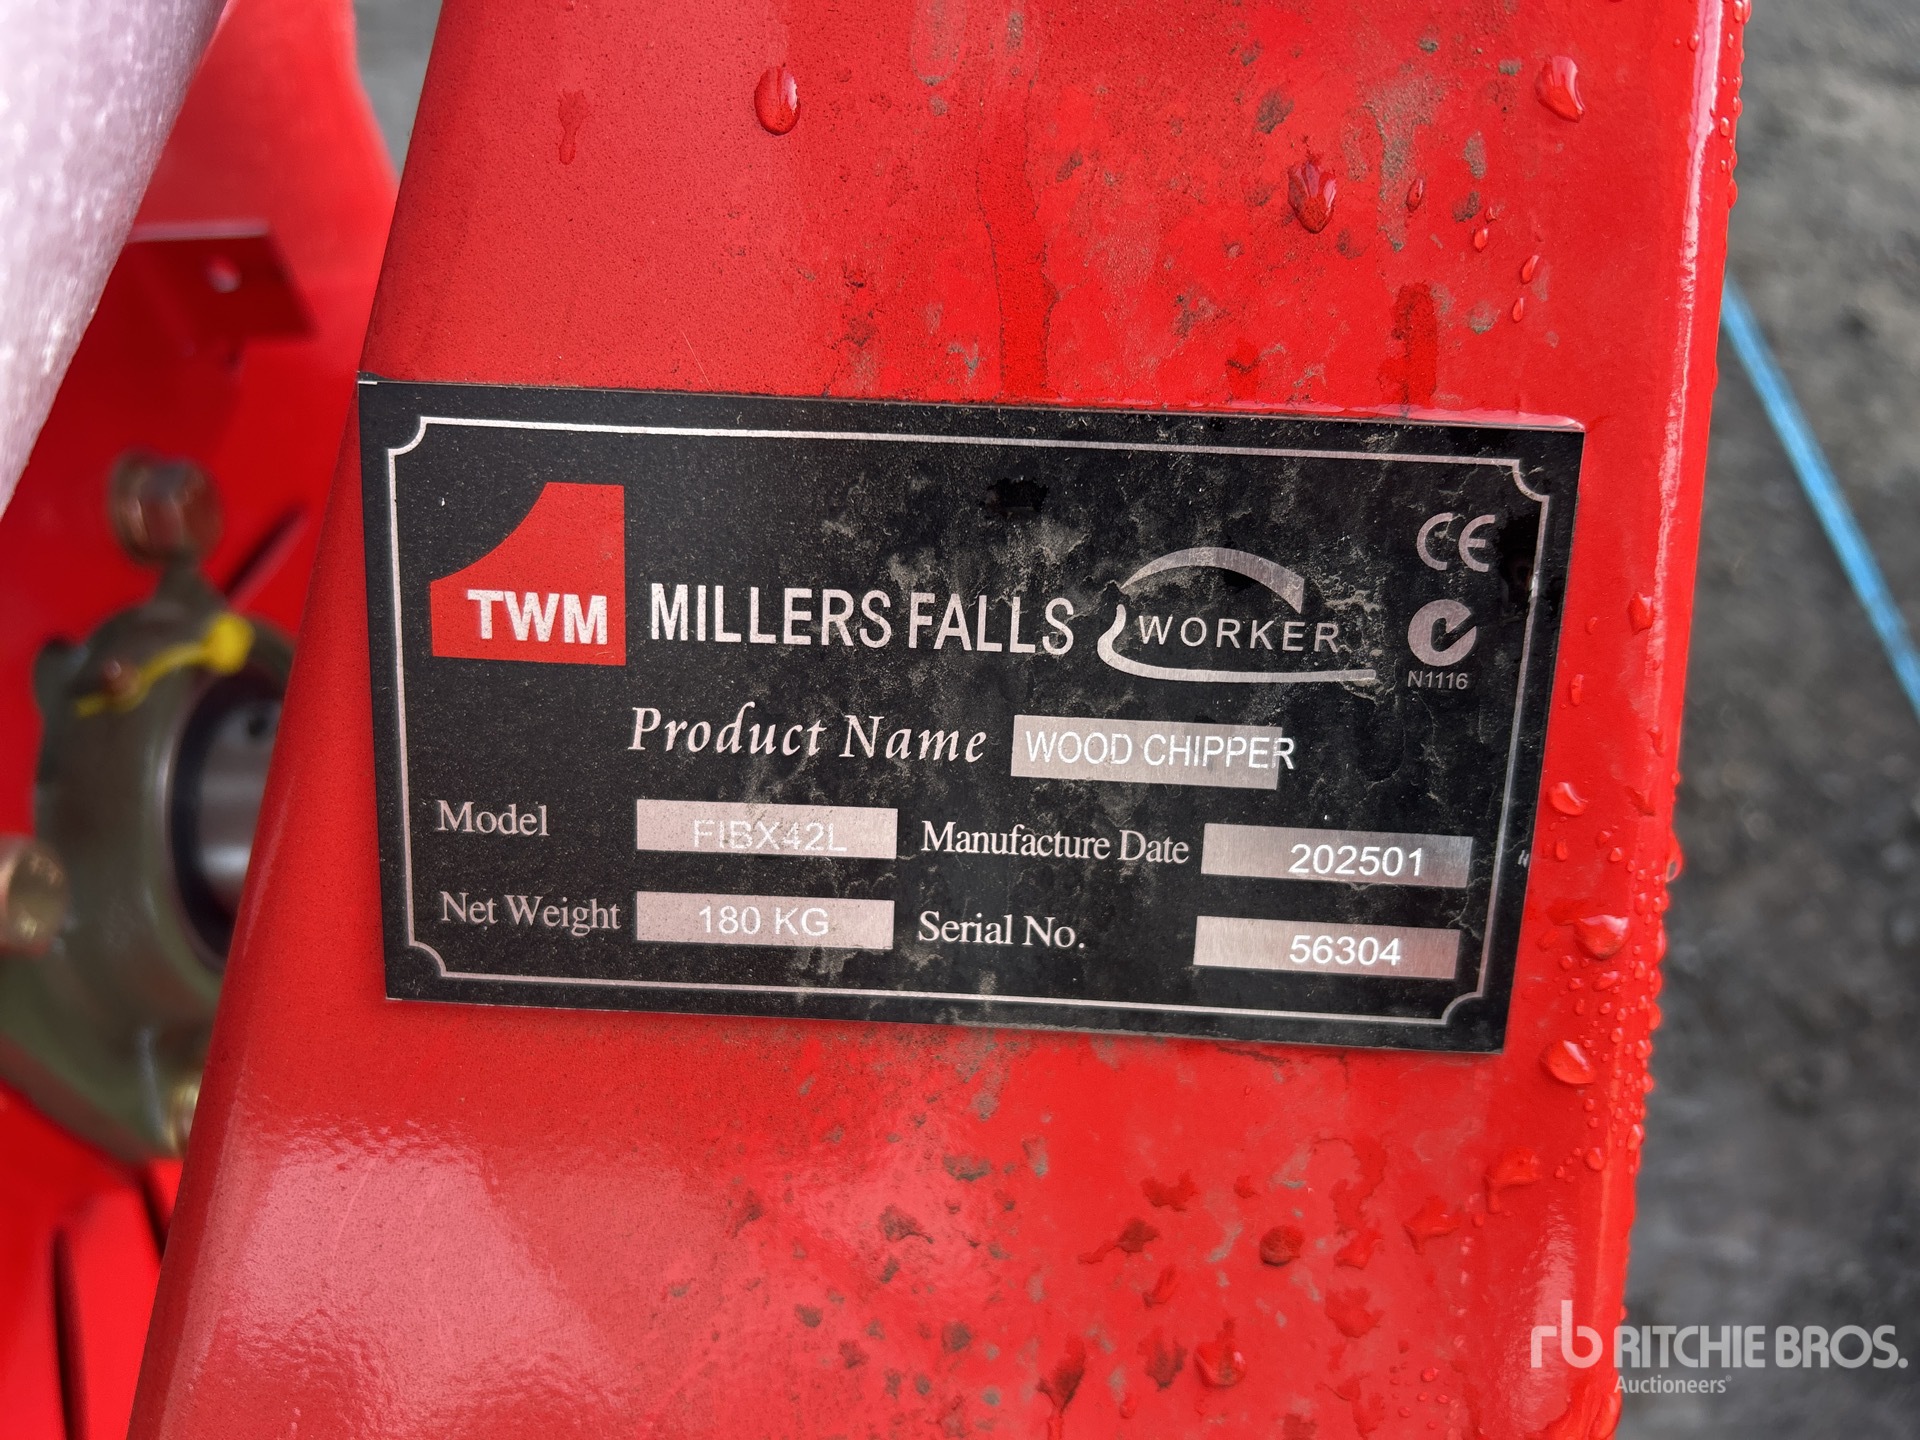 TWM MILLERS FALLS WORKER CE
N1116
Product Name WOOD CHIPPER
Model FIBX42L Manufacture Date 202501
Net Weight 180 KG Serial No. 56304
rb RITCHIE BROS.
Auctioneers